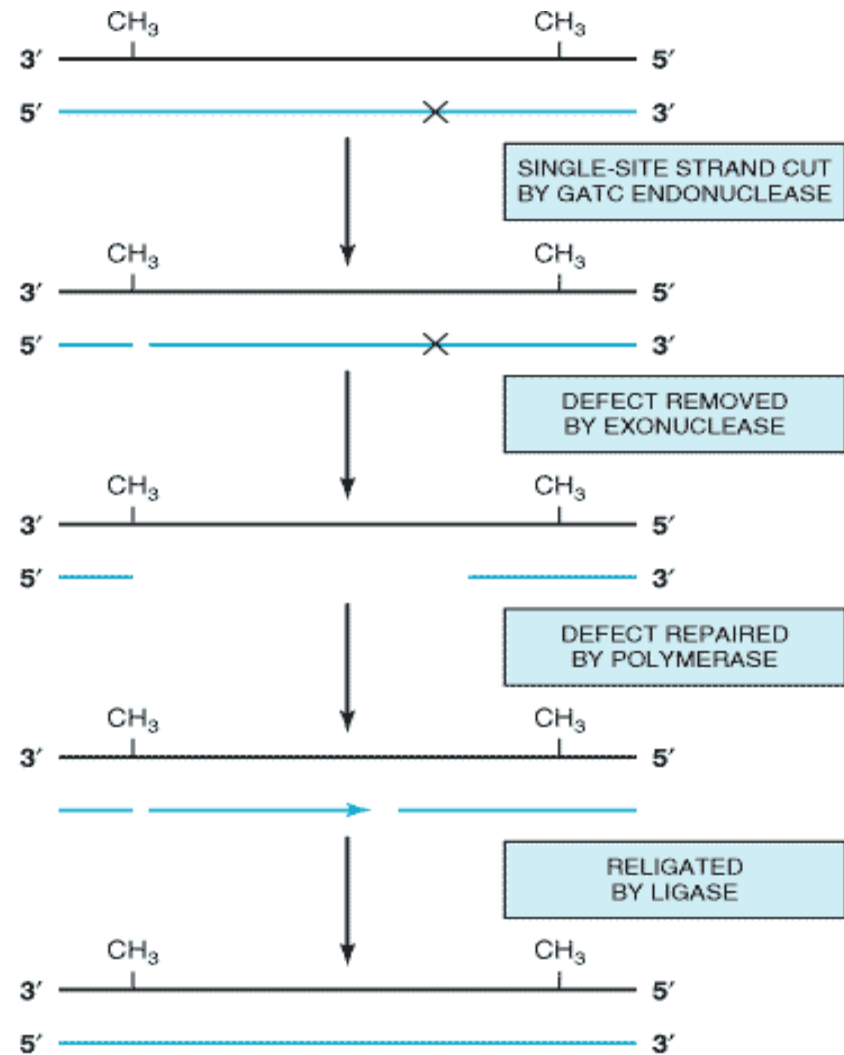 CH₃ CH₃
3′ 5′
5′ 3′
SINGLE-SITE STRAND CUT
BY GATC ENDONUCLEASE
CH₃ CH₃
3′ 5′
5′ 3′
DEFECT REMOVED
BY EXONUCLEASE
CH₃ CH₃
3′ 5′
5′ 3′
DEFECT REPAIRED
BY POLYMERASE
CH₃ CH₃
3′ 5′
RELIGATED
BY LIGASE
CH₃ CH₃
3′ 5′
5′ 3′